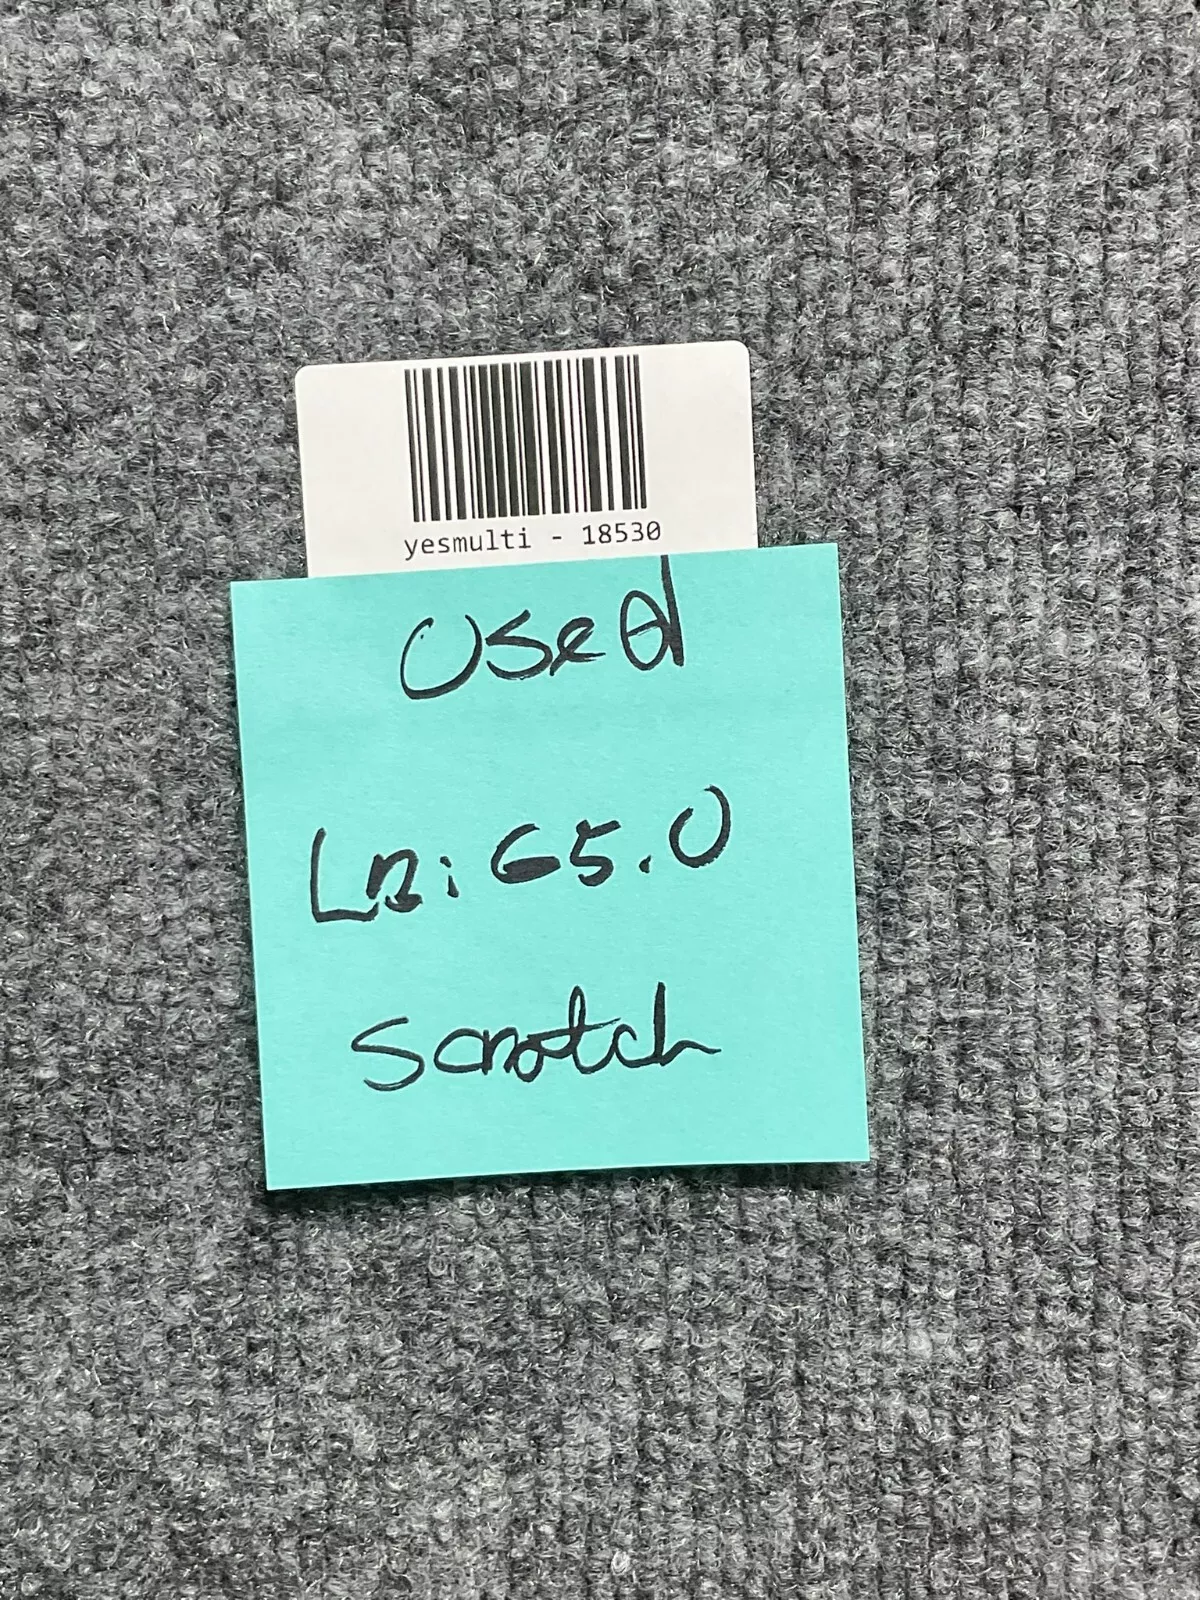 yesmulti - 18530
Used
LB: 65.0
Scratch